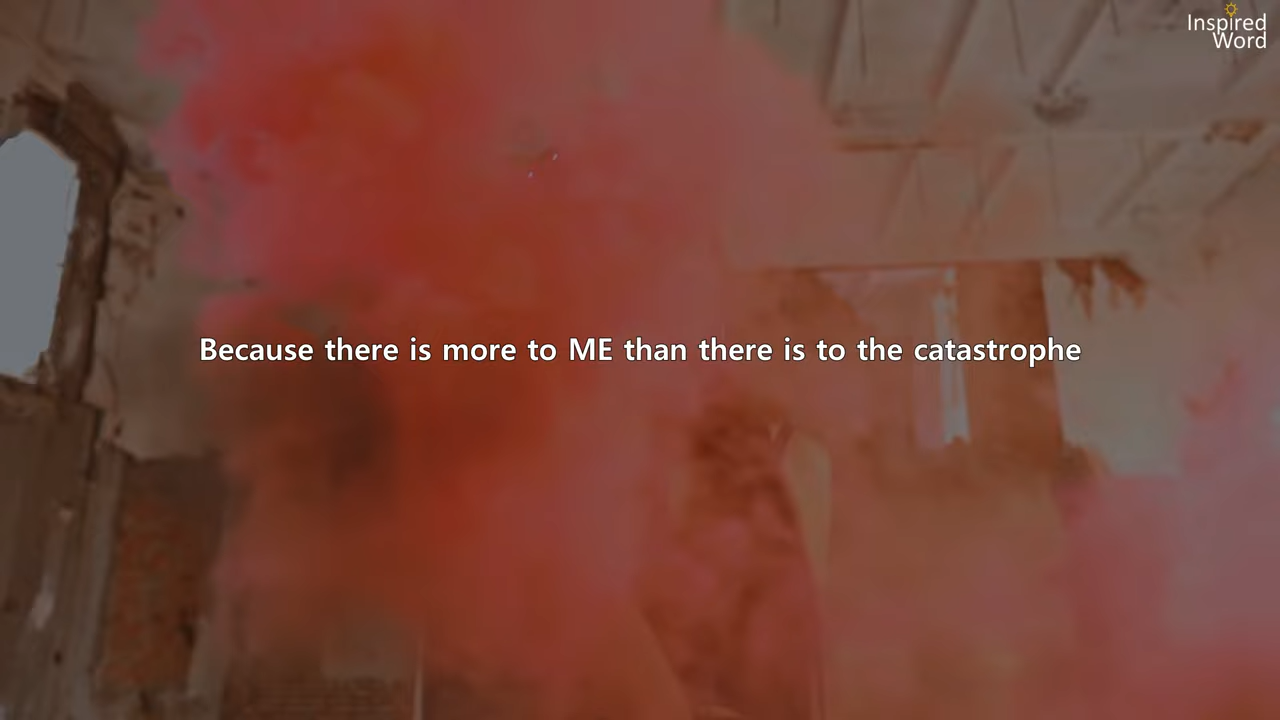 Inspired
Word
Because there is more to ME than there is to the catastrophe